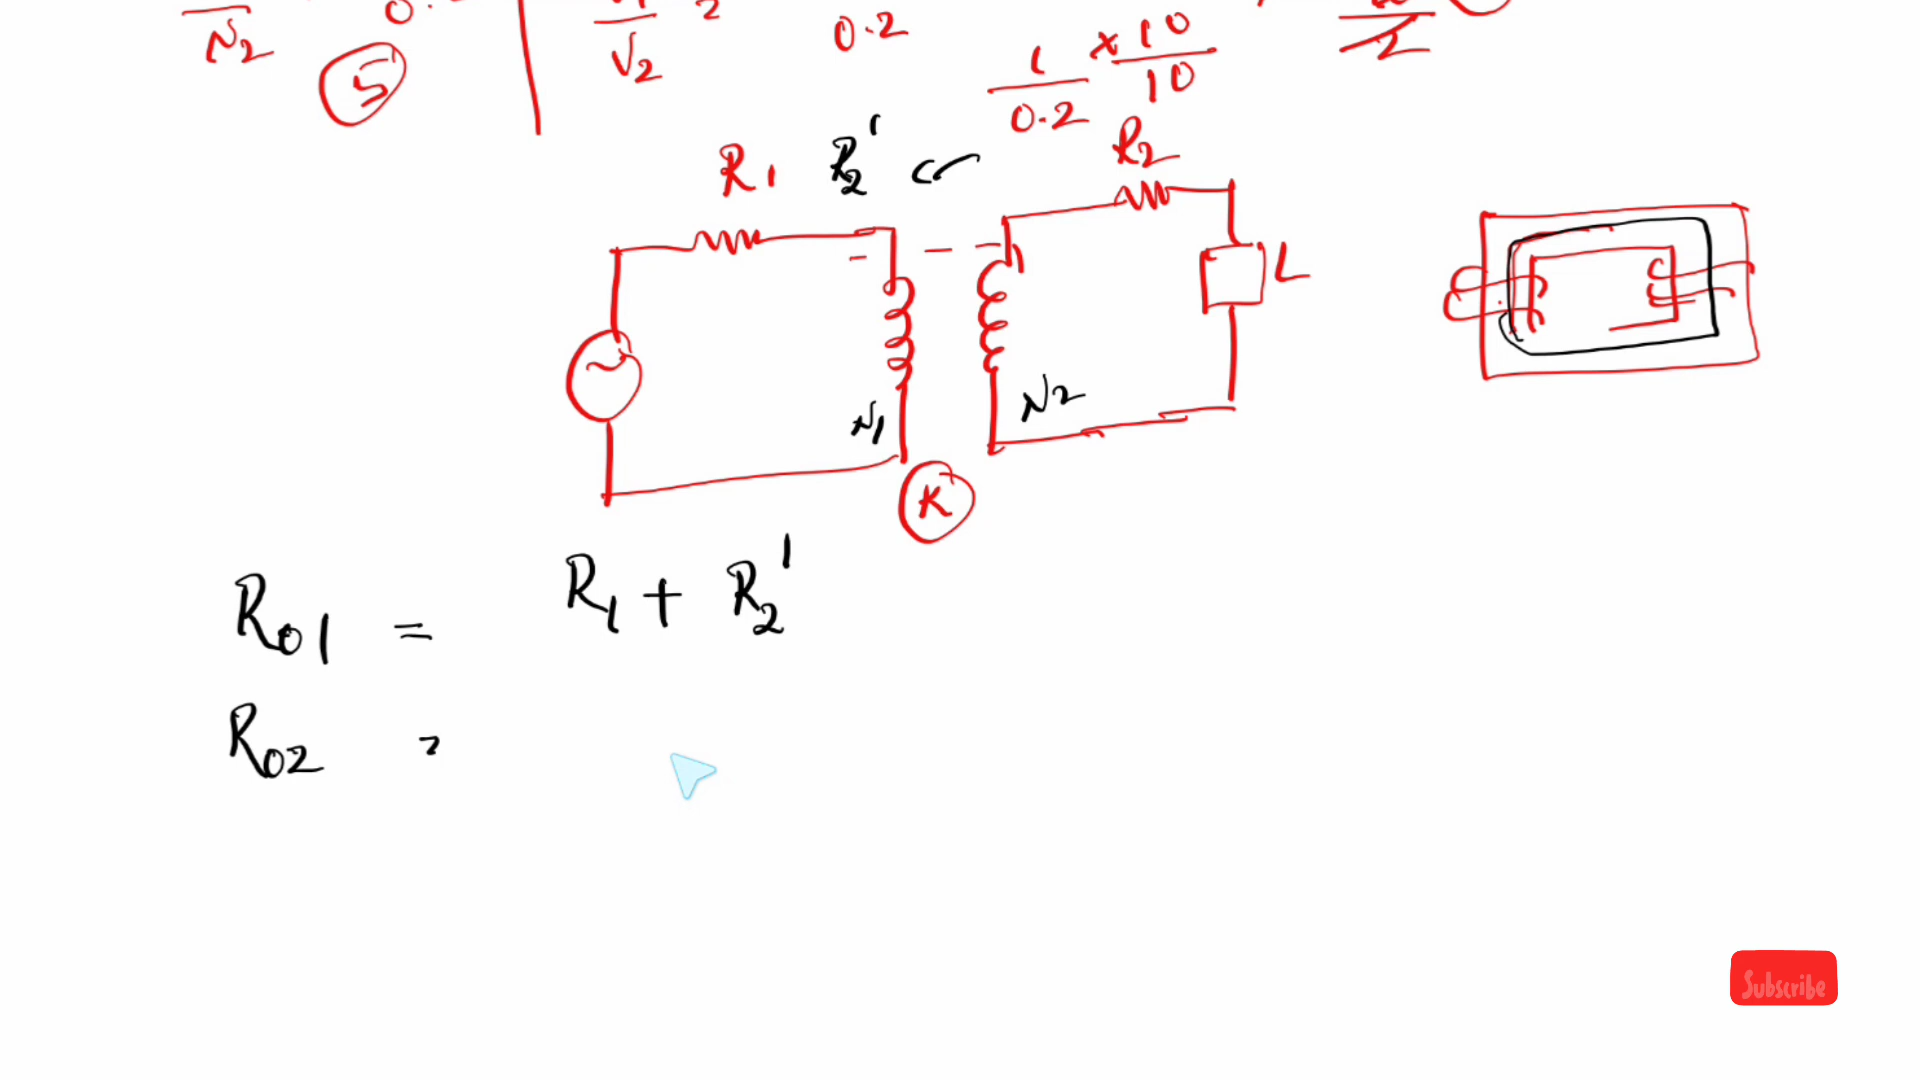 N2 5 V2 0.2
1/0.2 × 10/10
R1 R2' R2
L
N1 N2
K
R01 = R1 + R2'
R02 =
Subscribe